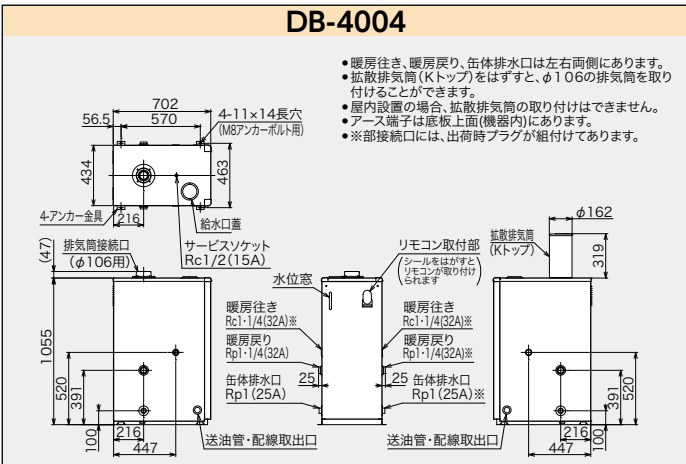 DB-4004
●暖房往き、暖房戻り、缶体排水口は左右両側にあります。
●拡散排気筒(Kトップ)をはずすと、φ106の排気筒を取り
付けることができます。
●屋内設置の場合、拡散排気筒の取り付けはできません。
●アース端子は底板上面(機器内)にあります。
●※部接続口には、出荷時プラグが組付けてあります。
702
56.5
570
4-11×14長穴
(M8アンカーボルト用)
434
463
4-アンカー金具
216
給水口蓋
サービスソケット
Rc1/2(15A)
(47)
排気筒接続口
(φ106用)
1055
520
391
100
216
447
送油管・配線取出口
水位窓
リモコン取付部
(シールをはがすと
リモコンが取り付け
られます)
暖房往き
Rc1・1/4(32A)※
暖房戻り
Rp1・1/4(32A)
25
缶体排水口
Rp1(25A)
暖房往き
Rc1・1/4(32A)※
暖房戻り
Rp1・1/4(32A)※
25
缶体排水口
Rp1(25A)※
φ162
拡散排気筒
(Kトップ)
319
520
391
100
216
447
送油管・配線取出口